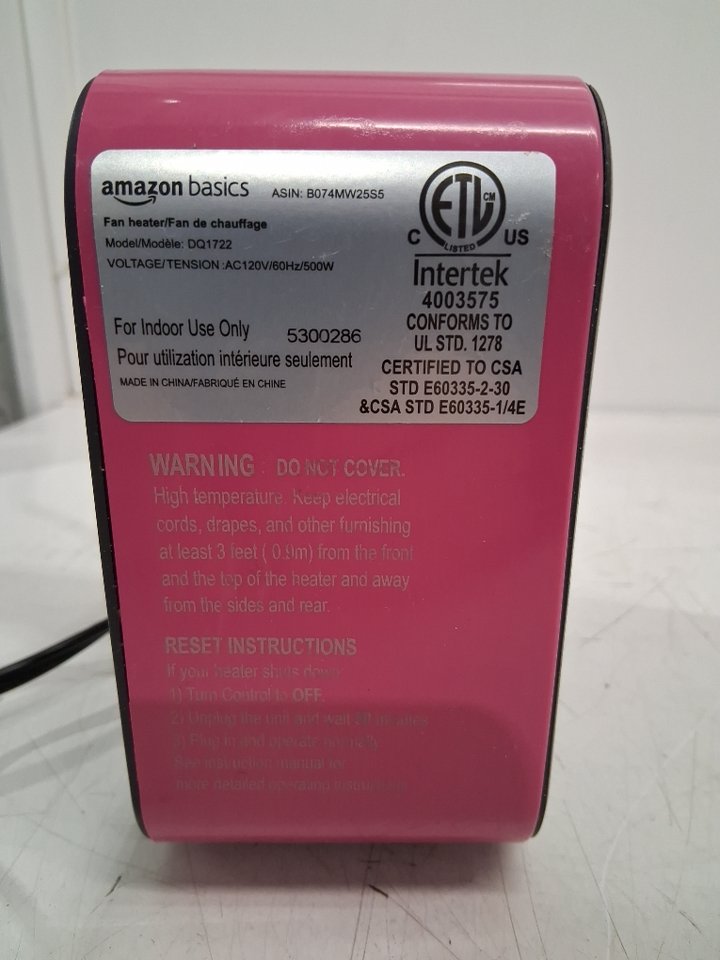 amazon basics
ASIN: B074MW25S5
Fan heater/Fan de chauffage
Model/Modèle: DQ1722
VOLTAGE/TENSION :AC120V/60Hz/500W
For Indoor Use Only
5300286
Pour utilization intérieure seulement
MADE IN CHINA/FABRIQUÉ EN CHINE
ETL CM
LISTED
C US
Intertek
4003575
CONFORMS TO
UL STD. 1278
CERTIFIED TO CSA
STD E60335-2-30
&CSA STD E60335-1/4E
WARNING : DO NOT COVER.
High temperature. Keep electrical
cords, drapes, and other furnishing
at least 3 feet ( 0.9m) from the front
and the top of the heater and away
from the sides and rear.
RESET INSTRUCTIONS
If your heater shuts down:
1) Turn Control to OFF.
2) Unplug the unit and wait minutes
3) Plug in and operate normally
See instruction manual for
more detailed operating instructions